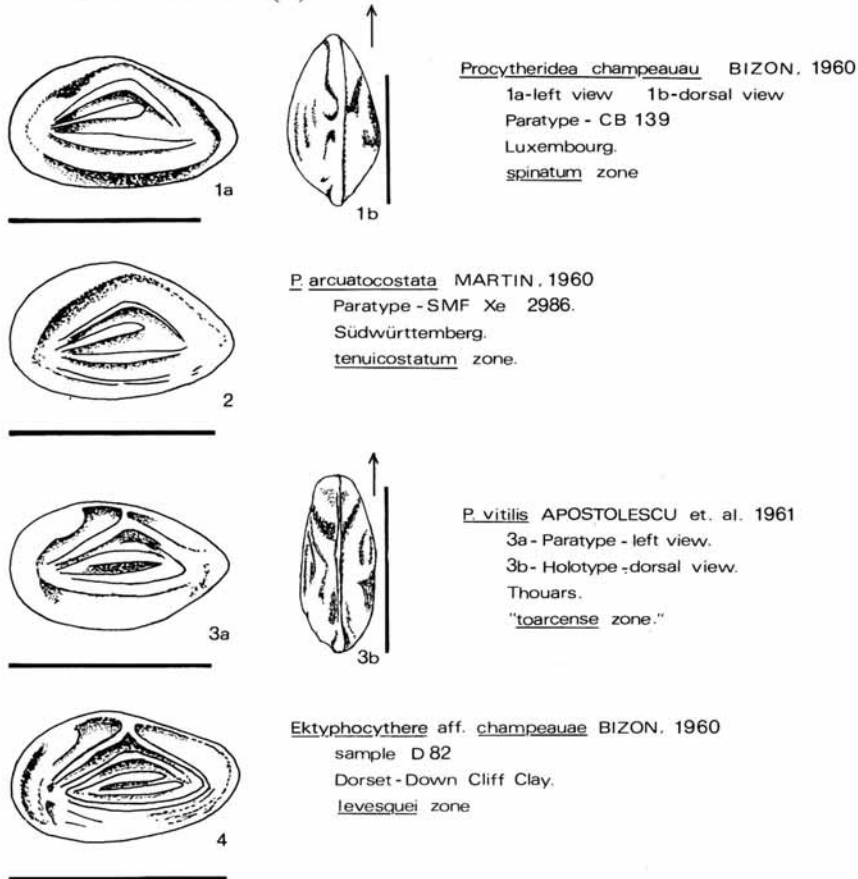 Procytheridea champeauau BIZON, 1960
1a-left view 1b-dorsal view
Paratype - CB 139
Luxembourg.
spinatum zone
1a
1b
P. arcuatocostata MARTIN, 1960
Paratype - SMF Xe 2986.
Südwürttemberg.
tenuicostatum zone.
2
P. vitilis APOSTOLESCU et. al. 1961
3a - Paratype - left view.
3b - Holotype - dorsal view.
Thouars.
"toarcense zone."
3a
3b
Ektyphocythere aff. champeauae BIZON, 1960
sample D 82
Dorset - Down Cliff Clay.
levesquei zone
4